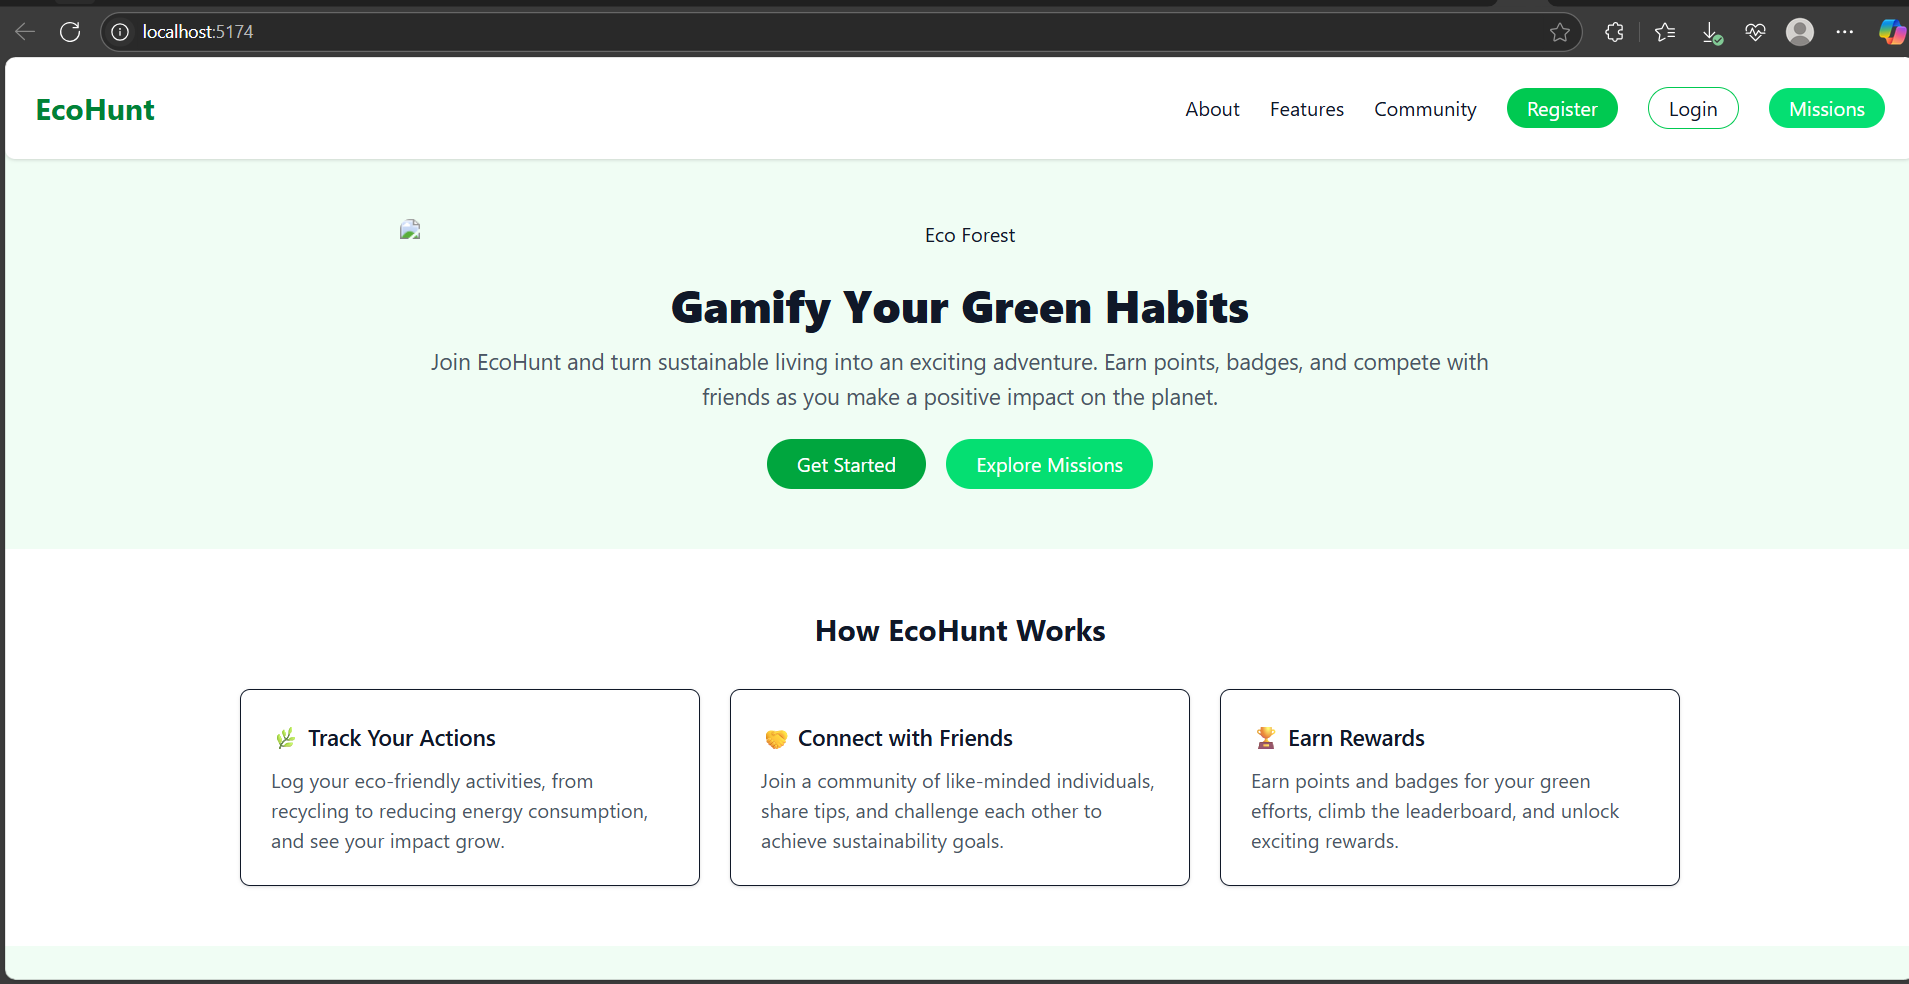 localhost:5174
EcoHunt
About Features Community Register Login Missions
Eco Forest
Gamify Your Green Habits
Join EcoHunt and turn sustainable living into an exciting adventure. Earn points, badges, and compete with
friends as you make a positive impact on the planet.
Get Started Explore Missions
How EcoHunt Works
🌿 Track Your Actions
Log your eco-friendly activities, from
recycling to reducing energy consumption,
and see your impact grow.
🤝 Connect with Friends
Join a community of like-minded individuals,
share tips, and challenge each other to
achieve sustainability goals.
🏆 Earn Rewards
Earn points and badges for your green
efforts, climb the leaderboard, and unlock
exciting rewards.